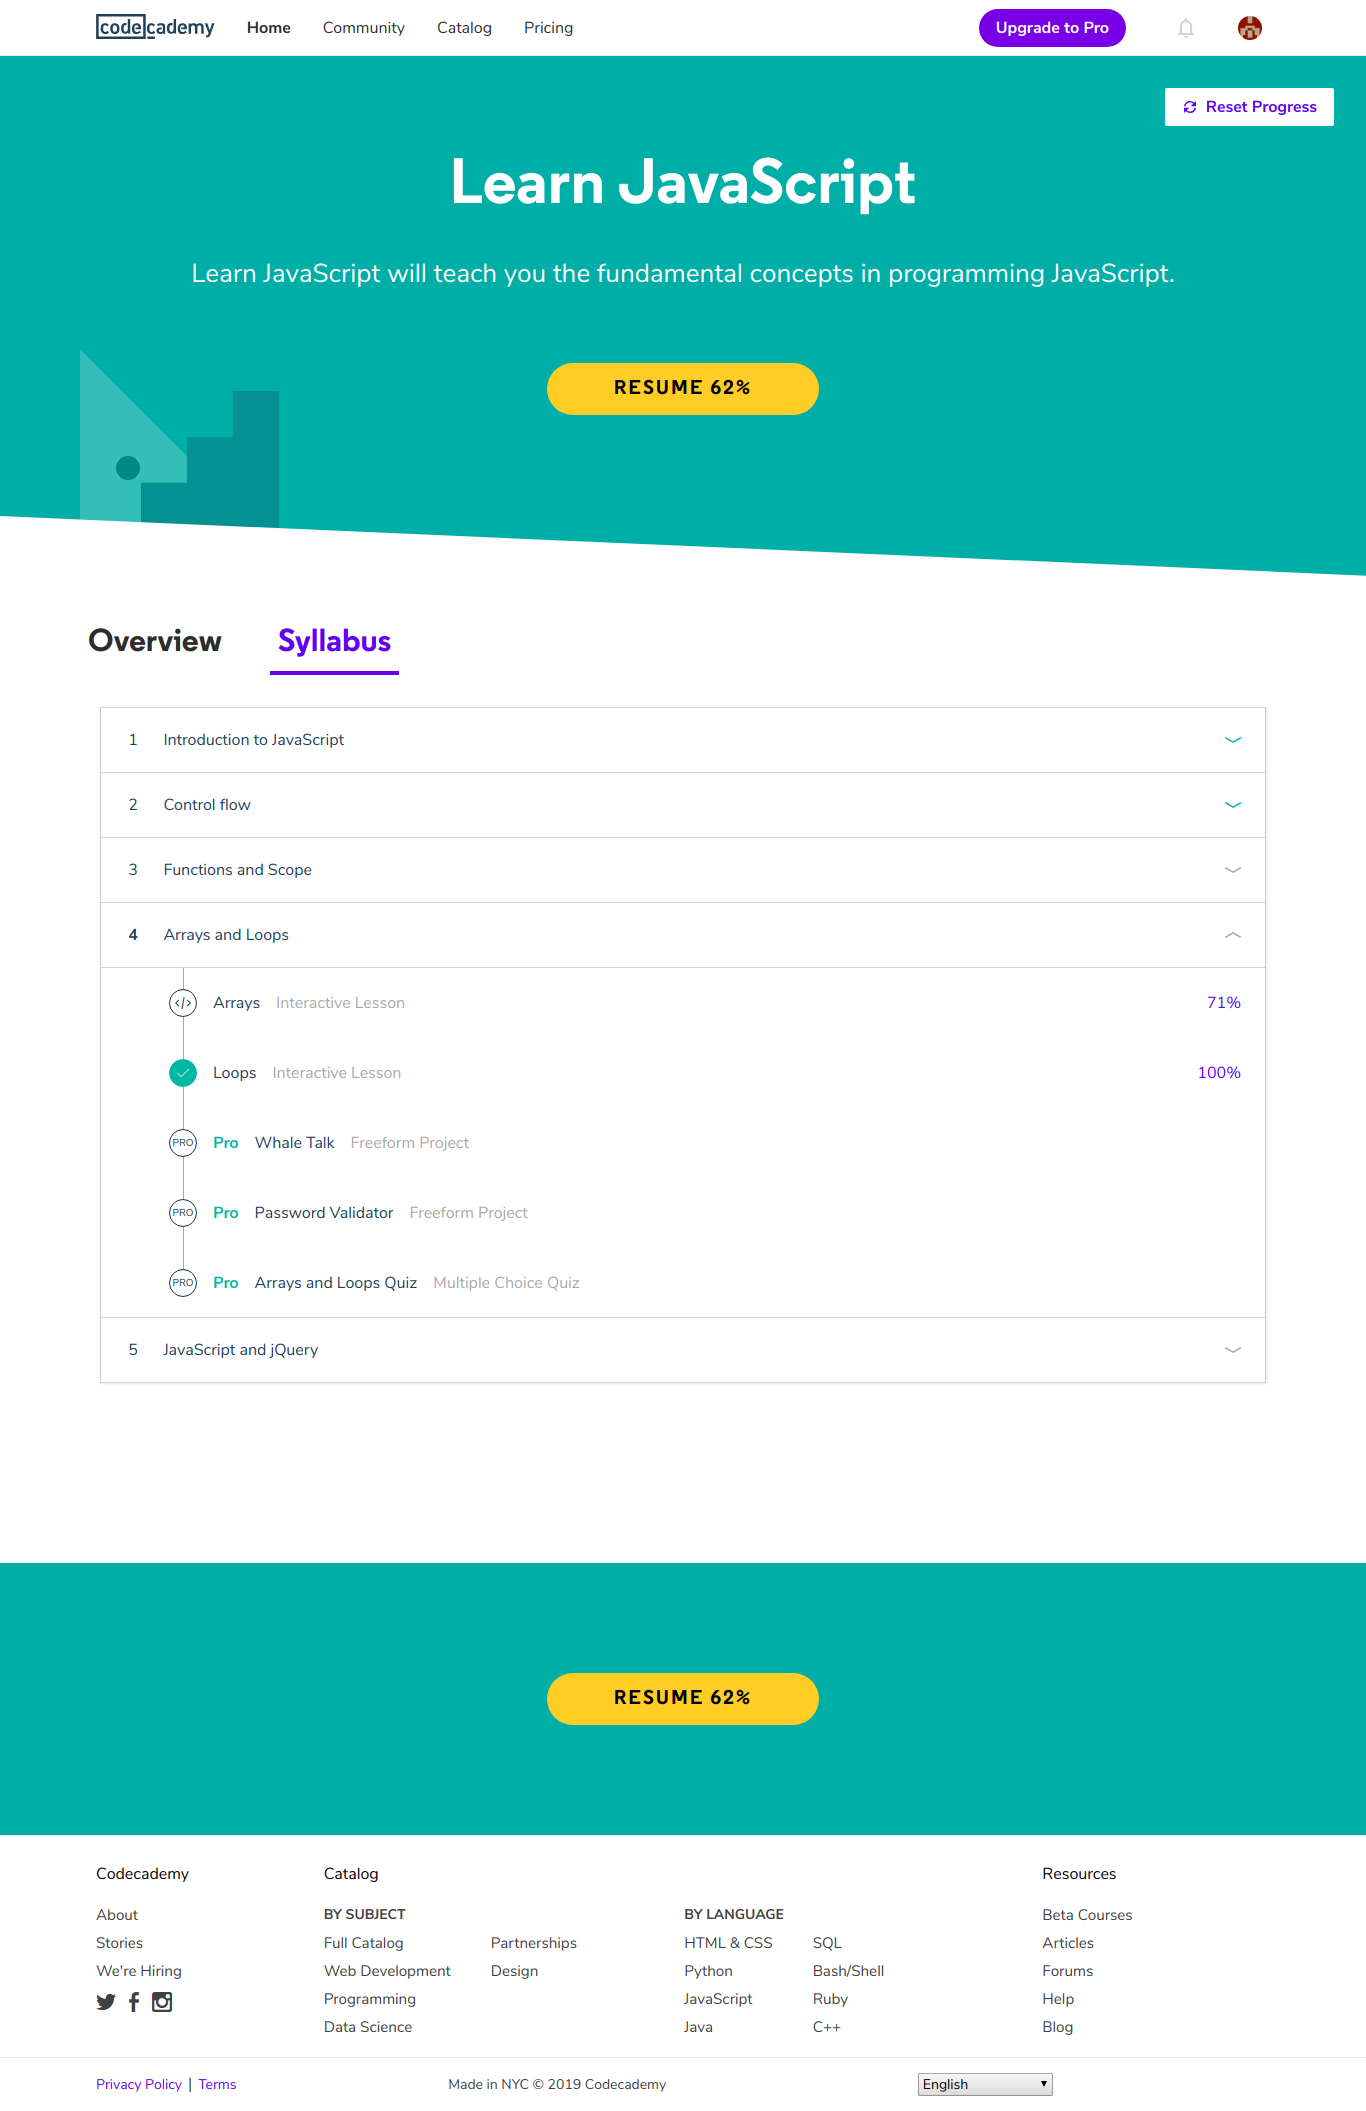 codecademy Home Community Catalog Pricing Upgrade to Pro
Reset Progress
Learn JavaScript
Learn JavaScript will teach you the fundamental concepts in programming JavaScript.
RESUME 62%
Overview Syllabus
1 Introduction to JavaScript
2 Control flow
3 Functions and Scope
4 Arrays and Loops
</> Arrays Interactive Lesson 71%
Loops Interactive Lesson 100%
PRO Pro Whale Talk Freeform Project
PRO Pro Password Validator Freeform Project
PRO Pro Arrays and Loops Quiz Multiple Choice Quiz
5 JavaScript and jQuery
RESUME 62%
Codecademy Catalog Resources
About BY SUBJECT BY LANGUAGE Beta Courses
Stories Full Catalog Partnerships HTML & CSS SQL Articles
We're Hiring Web Development Design Python Bash/Shell Forums
Programming JavaScript Ruby Help
Data Science Java C++ Blog
Privacy Policy | Terms Made in NYC © 2019 Codecademy English